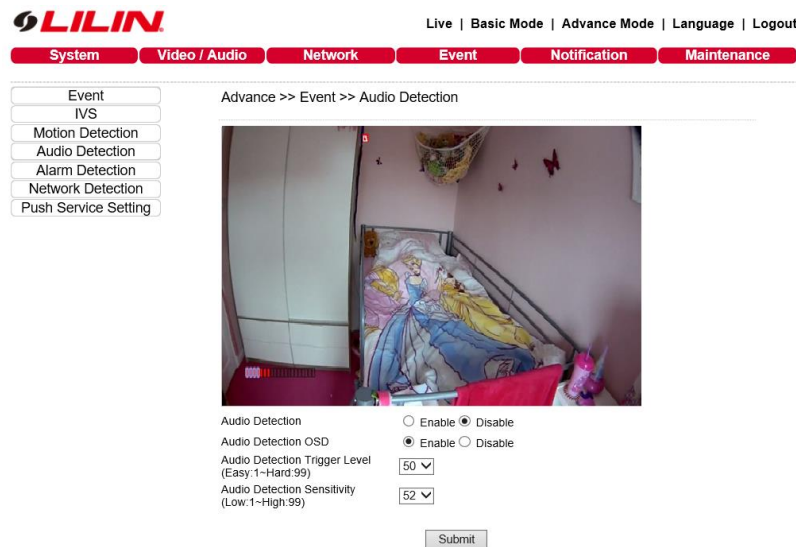 LILIN
Live | Basic Mode | Advance Mode | Language | Logout
System Video / Audio Network Event Notification Maintenance
Event
IVS
Motion Detection
Audio Detection
Alarm Detection
Network Detection
Push Service Setting
Advance >> Event >> Audio Detection
Audio Detection Enable Disable
Audio Detection OSD Enable Disable
Audio Detection Trigger Level
(Easy:1~Hard:99) 50
Audio Detection Sensitivity
(Low:1~High:99) 52
Submit